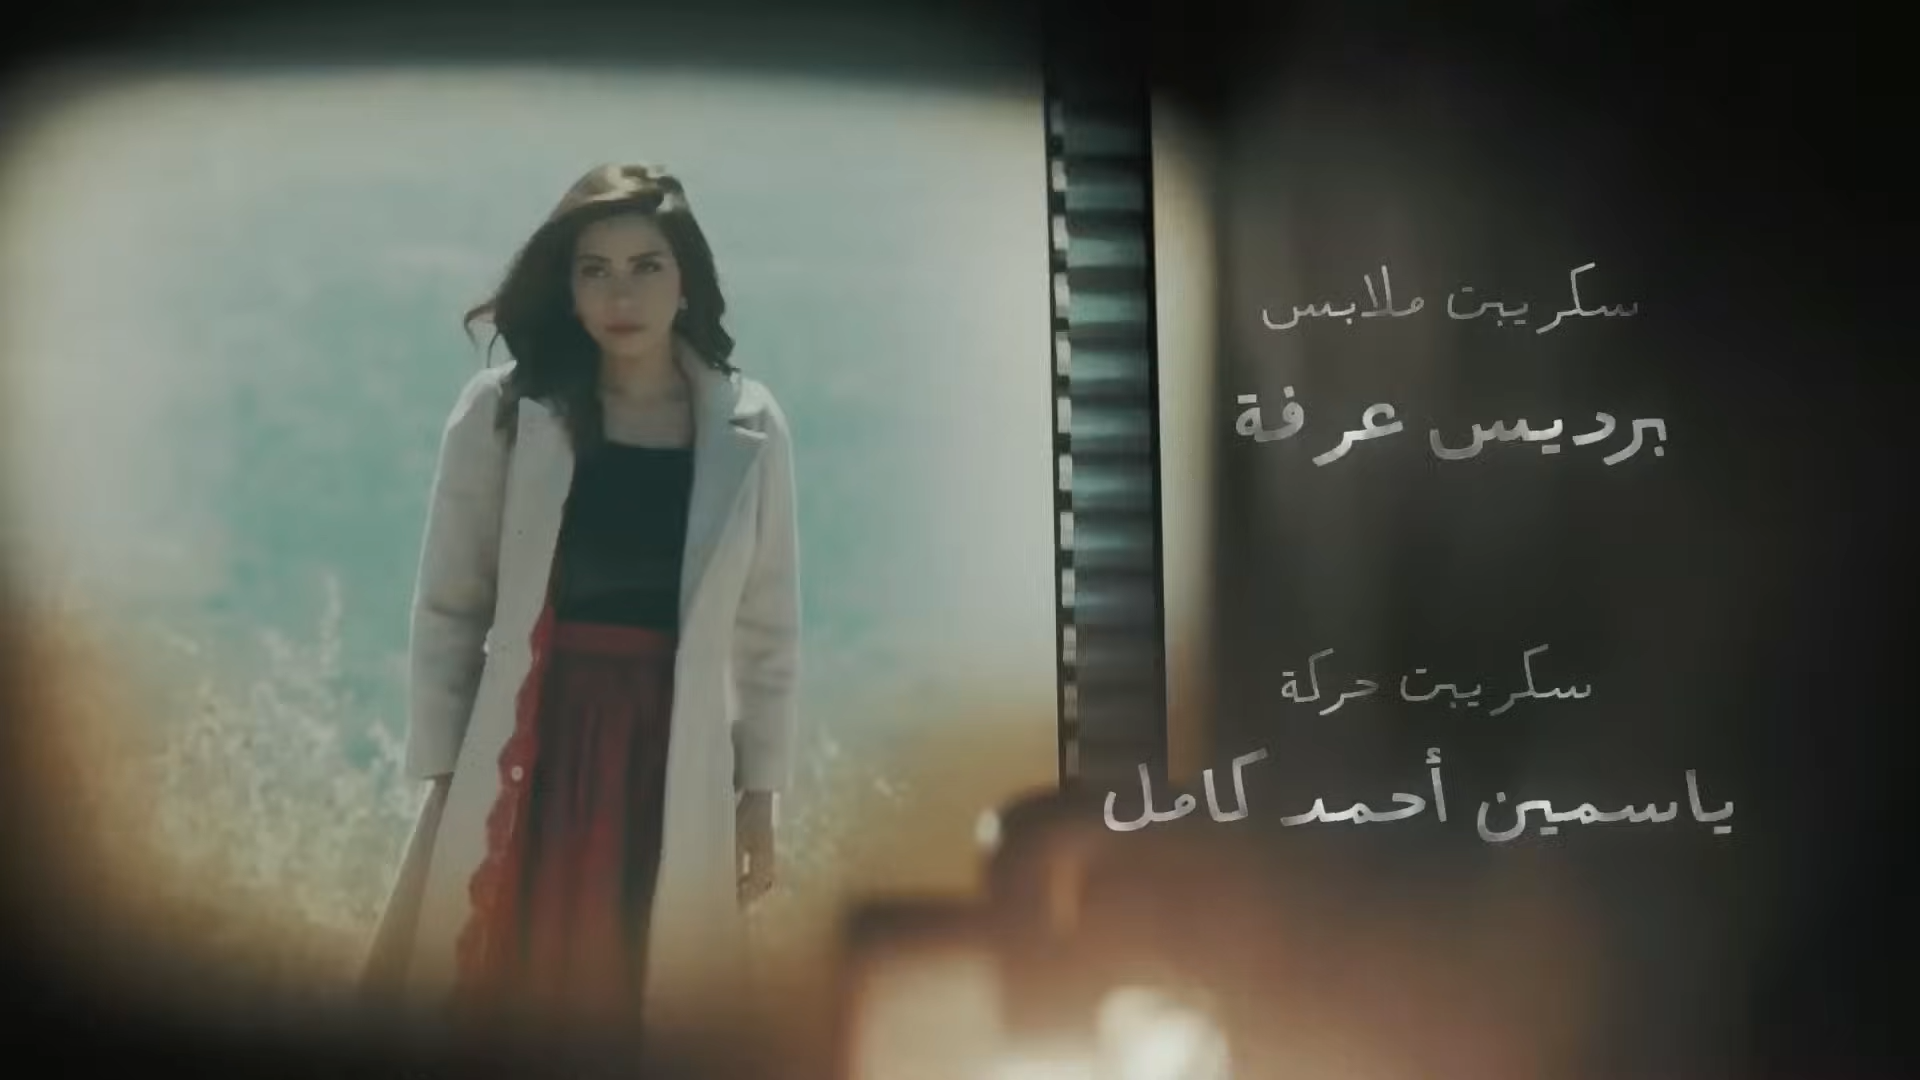 سكريبت ملابس
برديس عرفة
سكريبت حركة
ياسمين أحمد كامل